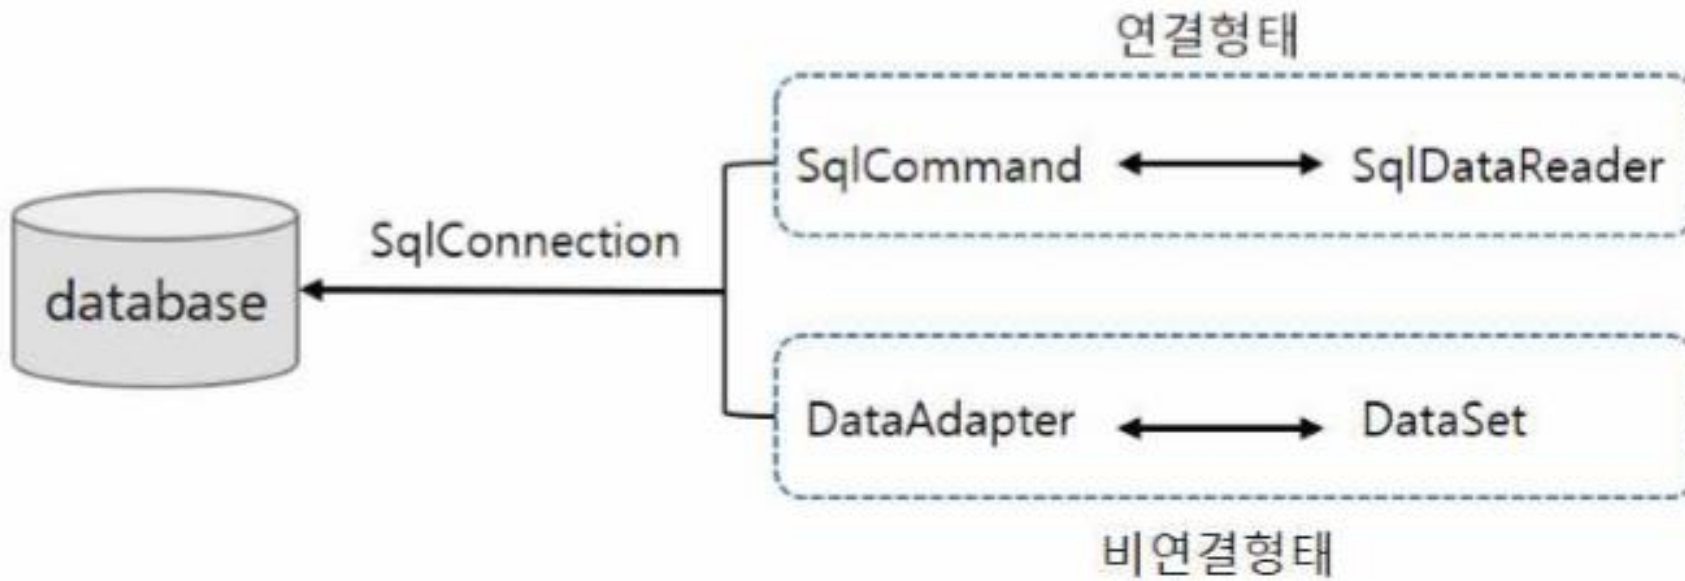 연결형태
SqlCommand
SqlDataReader
SqlConnection
database
DataAdapter
DataSet
비연결형태